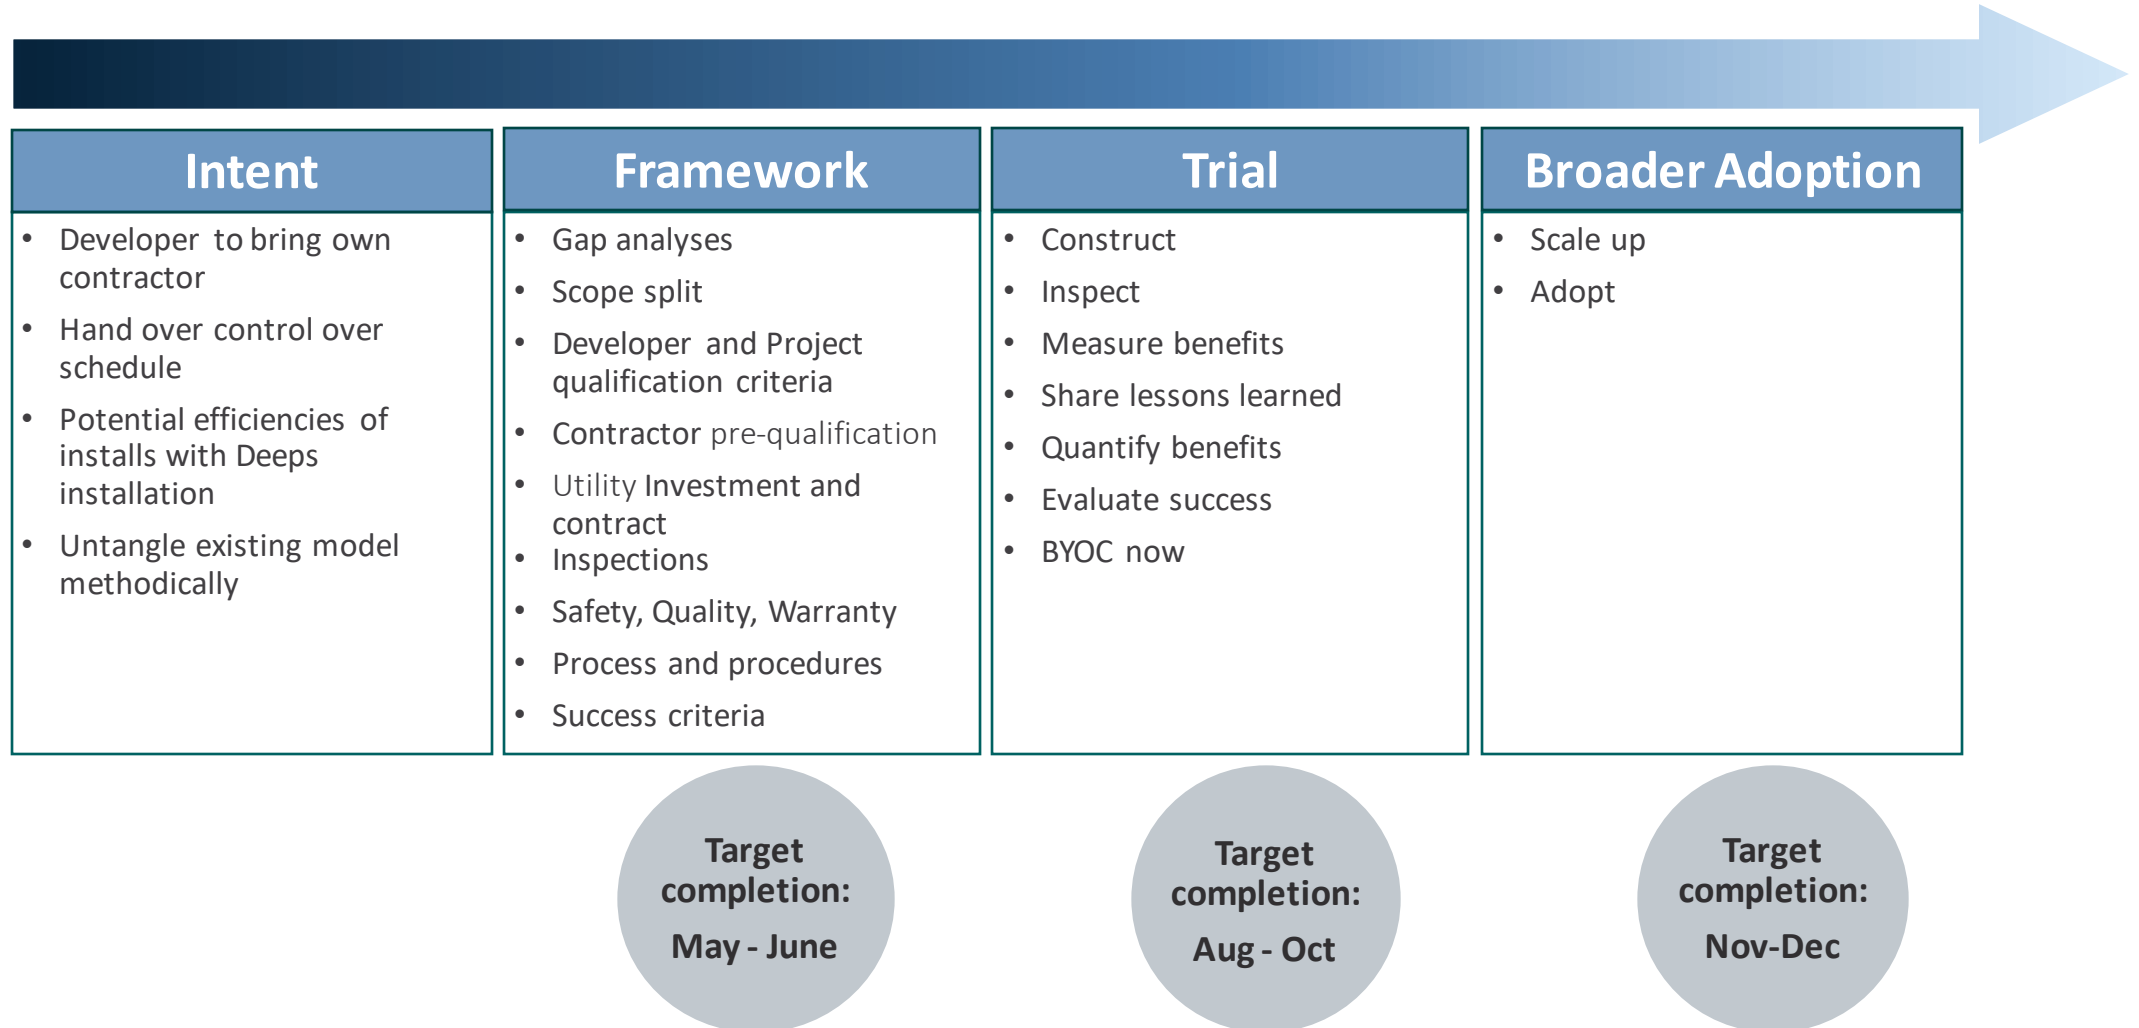 Intent
• Developer to bring own
contractor
• Hand over control over
schedule
• Potential efficiencies of
installs with Deeps
installation
• Untangle existing model
methodically
Framework
• Gap analyses
• Scope split
• Developer and Project
qualification criteria
• Contractor pre-qualification
• Utility Investment and
contract
• Inspections
• Safety, Quality, Warranty
• Process and procedures
• Success criteria
Trial
• Construct
• Inspect
• Measure benefits
• Share lessons learned
• Quantify benefits
• Evaluate success
• BYOC now
Broader Adoption
• Scale up
• Adopt
Target
completion:
May - June
Target
completion:
Aug - Oct
Target
completion:
Nov-Dec